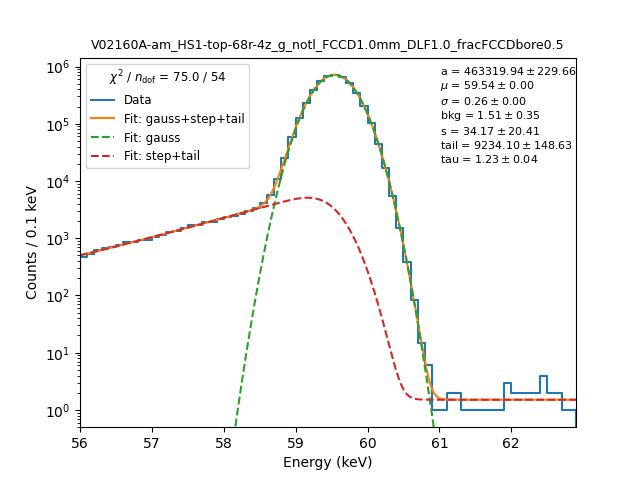 V02160A-am_HS1-top-68r-4z_g_notl_FCCD1.0mm_DLF1.0_fracFCCDbore0.5
χ² / n_dof = 75.0 / 54
Data
Fit: gauss+step+tail
Fit: gauss
Fit: step+tail
a = 463319.94 ± 229.66
μ = 59.54 ± 0.00
σ = 0.26 ± 0.00
bkg = 1.51 ± 0.35
s = 34.17 ± 20.41
tail = 9234.10 ± 148.63
tau = 1.23 ± 0.04
Counts / 0.1 keV
10⁶
10⁵
10⁴
10³
10²
10¹
10⁰
56 57 58 59 60 61 62
Energy (keV)